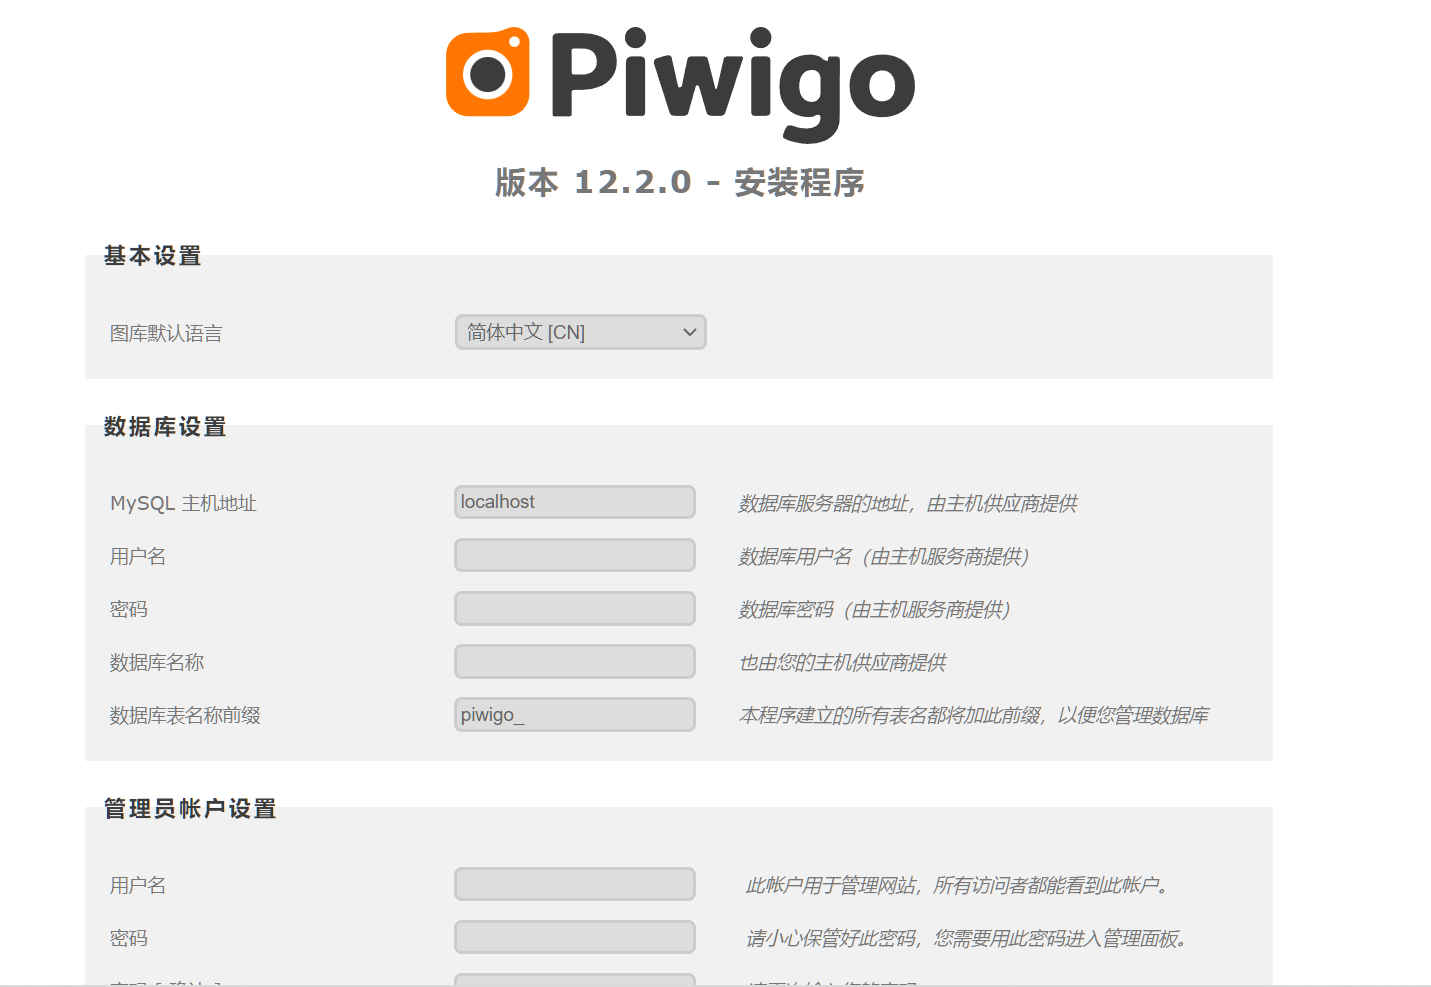 Piwigo
版本 12.2.0 - 安装程序
基本设置
图库默认语言 简体中文 [CN]
数据库设置
MySQL 主机地址 localhost 数据库服务器的地址，由主机供应商提供
用户名 数据库用户名（由主机服务商提供）
密码 数据库密码（由主机服务商提供）
数据库名称 也由您的主机供应商提供
数据库表名称前缀 piwigo_ 本程序建立的所有表名都将加此前缀，以便您管理数据库
管理员帐户设置
用户名 此帐户用于管理网站，所有访问者都能看到此帐户。
密码 请小心保管好此密码，您需要用此密码进入管理面板。